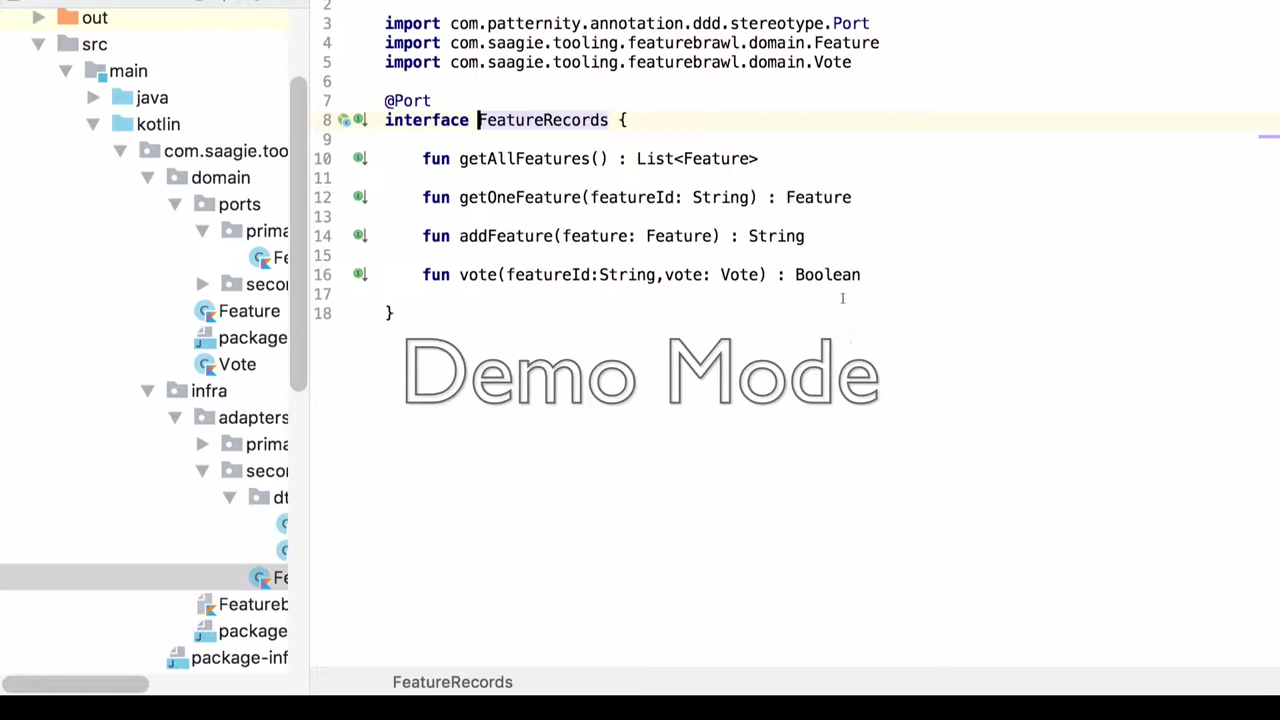 out
src
main
java
kotlin
com.saagie.too
domain
ports
prima
Fe
secon
Feature
package
Vote
infra
adapters
prima
secon
dt
Fe
Featureb
package
package-inf
2
3 import com.patternity.annotation.ddd.stereotype.Port
4 import com.saagie.tooling.featurebrawl.domain.Feature
5 import com.saagie.tooling.featurebrawl.domain.Vote
6
7 @Port
8 interface FeatureRecords {
9
10 fun getAllFeatures() : List<Feature>
11
12 fun getOneFeature(featureId: String) : Feature
13
14 fun addFeature(feature: Feature) : String
15
16 fun vote(featureId:String,vote: Vote) : Boolean
17
18 }
Demo Mode
FeatureRecords